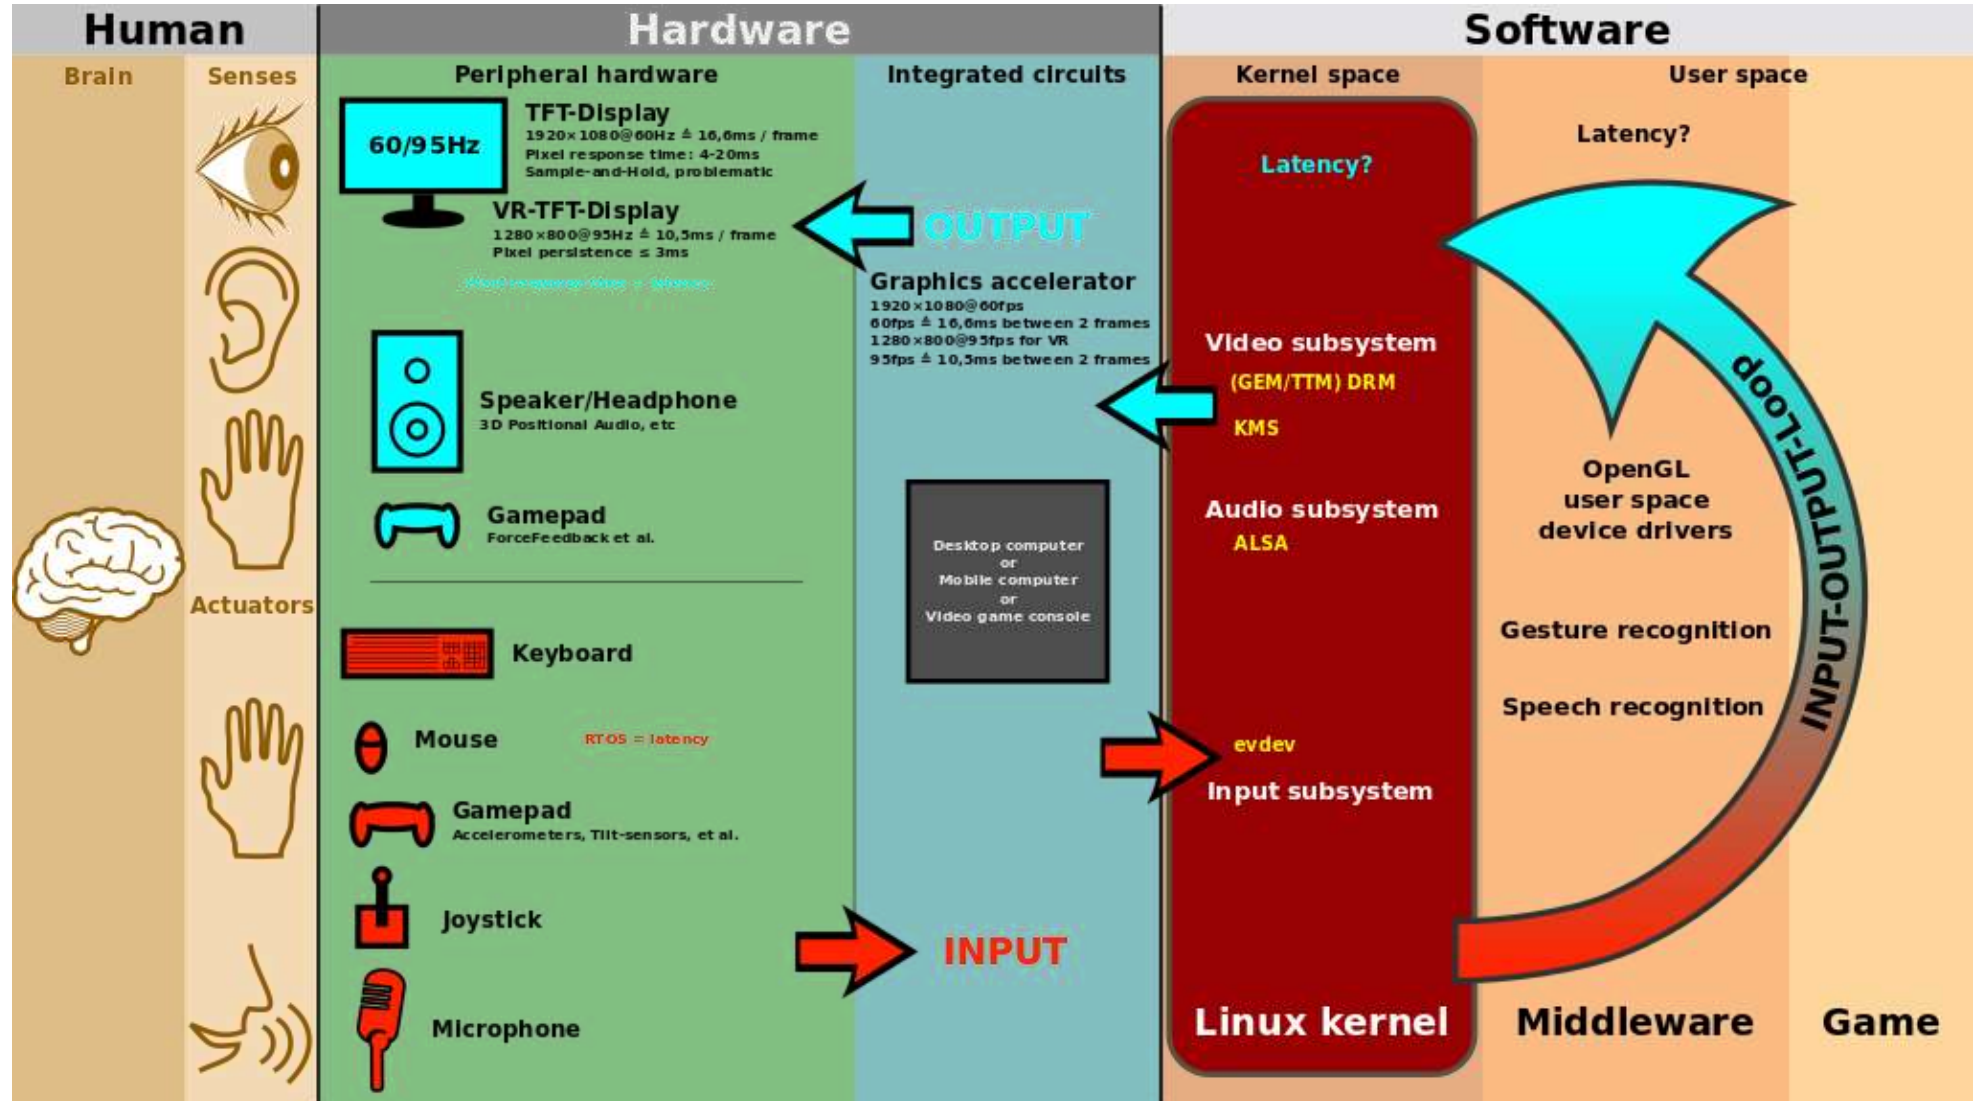 Human
Hardware
Software
Brain
Senses
Peripheral hardware
Integrated circuits
Kernel space
User space
60/95Hz
TFT-Display
1920×1080@60Hz ≙ 16,6ms / frame
Pixel response time: 4-20ms
Sample-and-Hold, problematic
VR-TFT-Display
1280×800@95Hz ≙ 10,5ms / frame
Pixel persistence ≤ 3ms
OUTPUT
Graphics accelerator
1920×1080@60fps
60fps ≙ 16,6ms between 2 frames
1280×800@95fps for VR
95fps ≙ 10,5ms between 2 frames
Speaker/Headphone
3D Positional Audio, etc
Gamepad
ForceFeedback et al.
Actuators
Keyboard
Mouse
RTOS = latency
Gamepad
Accelerometers, Tilt-sensors, et al.
Joystick
Microphone
Desktop computer
or
Mobile computer
or
Video game console
INPUT
Latency?
Video subsystem
(GEM/TTM) DRM
KMS
Audio subsystem
ALSA
evdev
Input subsystem
Linux kernel
Latency?
OpenGL
user space
device drivers
Gesture recognition
Speech recognition
INPUT-OUTPUT-Loop
Middleware
Game